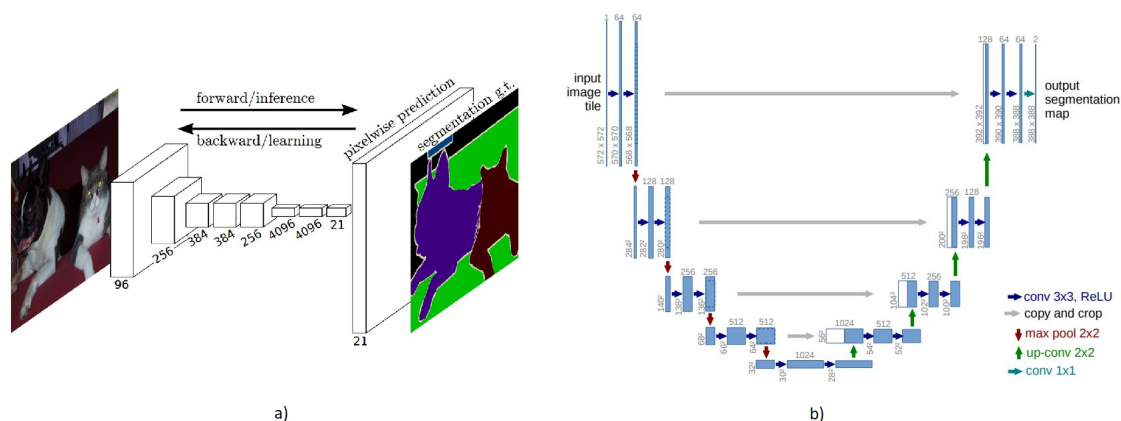 forward/inference
backward/learning
pixelwise prediction
segmentation g.t.
96
256
384
384
256
4096
4096
21
21
a)
1
64
64
input
image
tile
572 x 572
570 x 570
568 x 568
128
64
64
2
output
segmentation
map
392 x 392
390 x 390
388 x 388
388 x 388
128
128
284²
282²
280²
256
128
200²
198²
196²
256
256
140²
138²
136²
512
256
104²
102²
100²
512
512
68²
66²
64²
1024
512
56²
54²
52²
1024
32²
30²
28²
conv 3x3, ReLU
copy and crop
max pool 2x2
up-conv 2x2
conv 1x1
b)